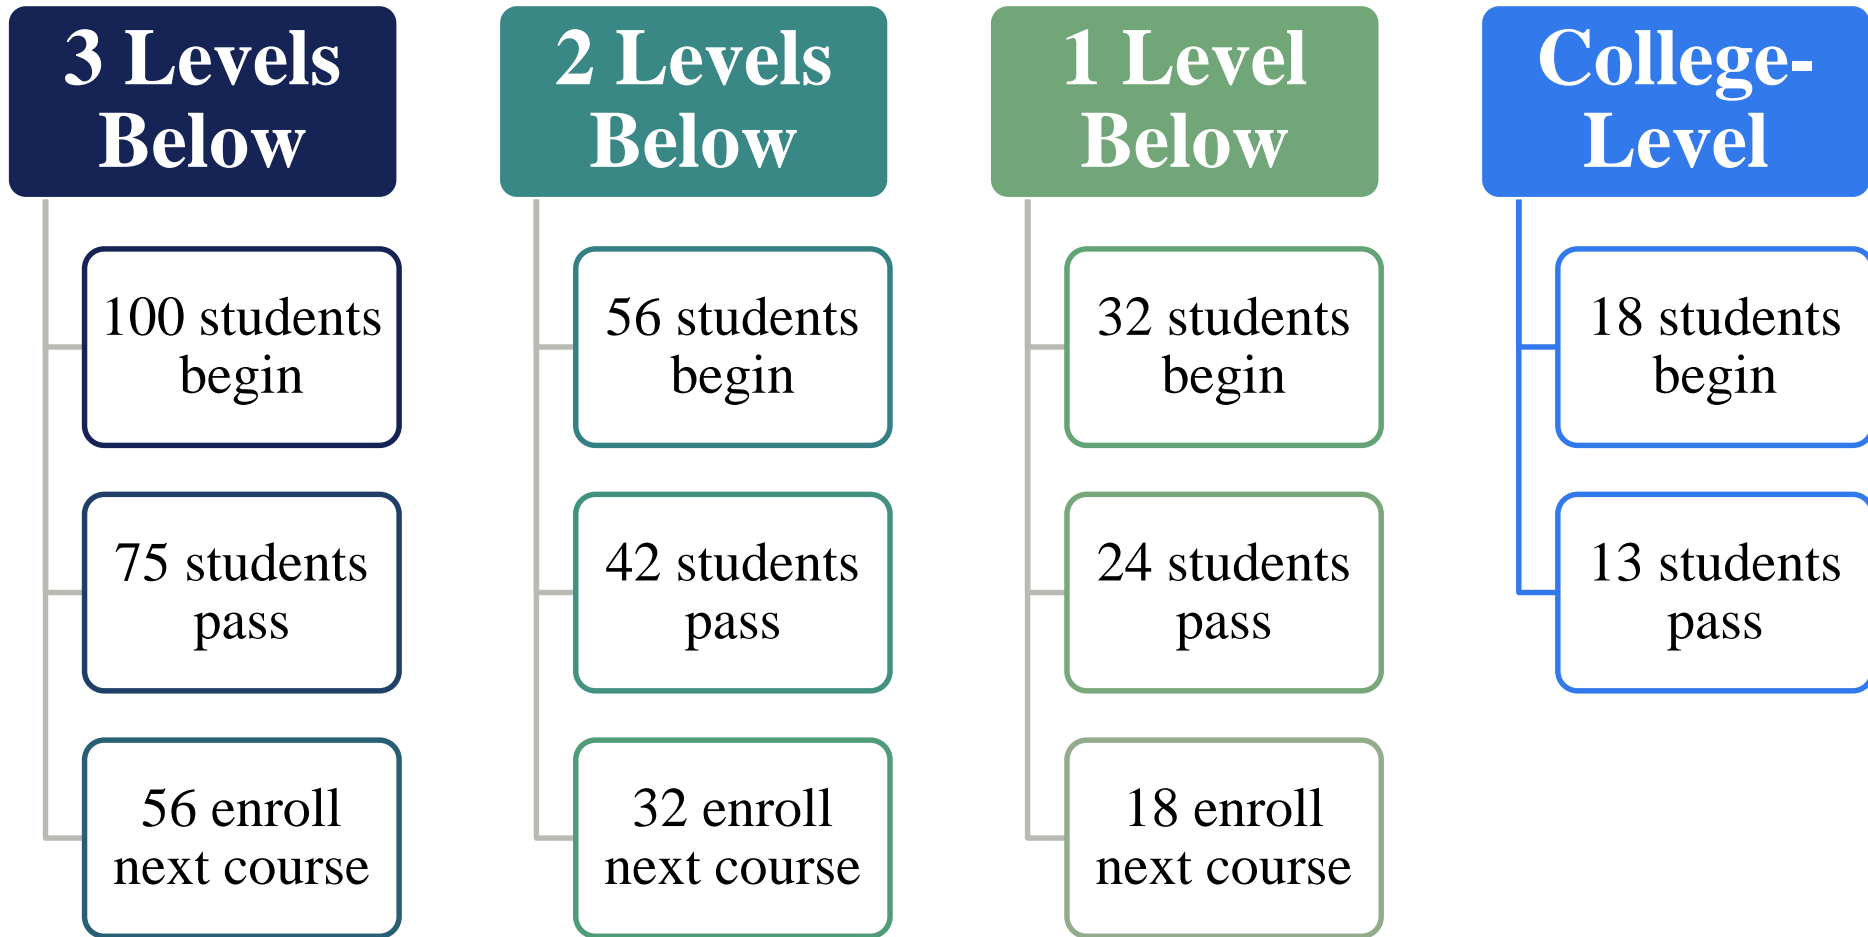 3 Levels
Below
100 students
begin
75 students
pass
56 enroll
next course
2 Levels
Below
56 students
begin
42 students
pass
32 enroll
next course
1 Level
Below
32 students
begin
24 students
pass
18 enroll
next course
College-
Level
18 students
begin
13 students
pass